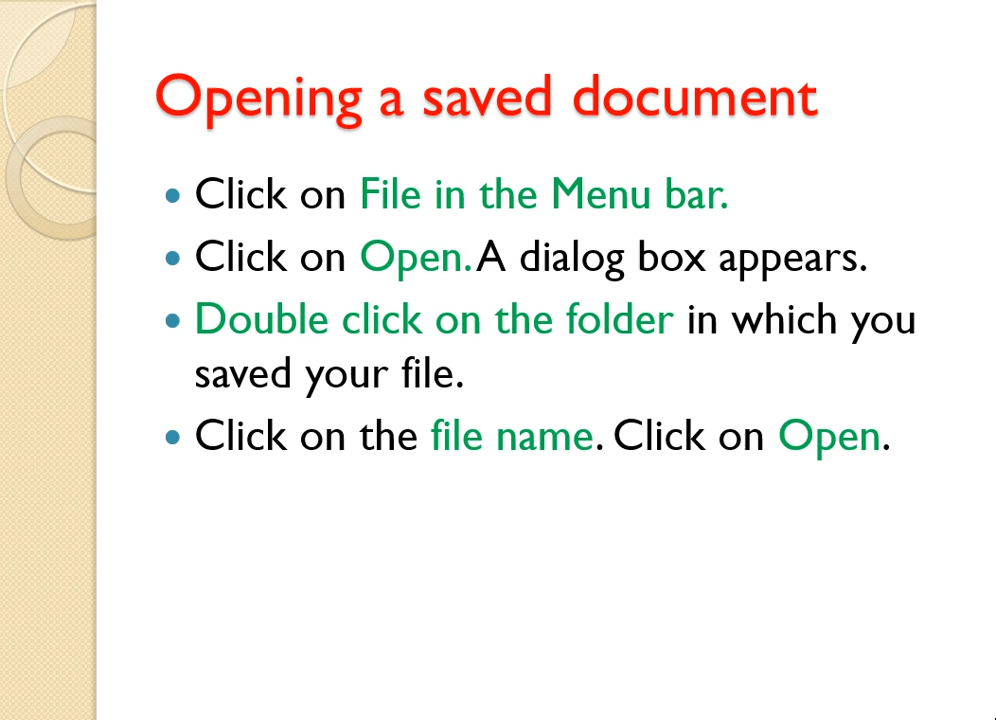 Opening a saved document
• Click on File in the Menu bar.
• Click on Open. A dialog box appears.
• Double click on the folder in which you
saved your file.
• Click on the file name. Click on Open.